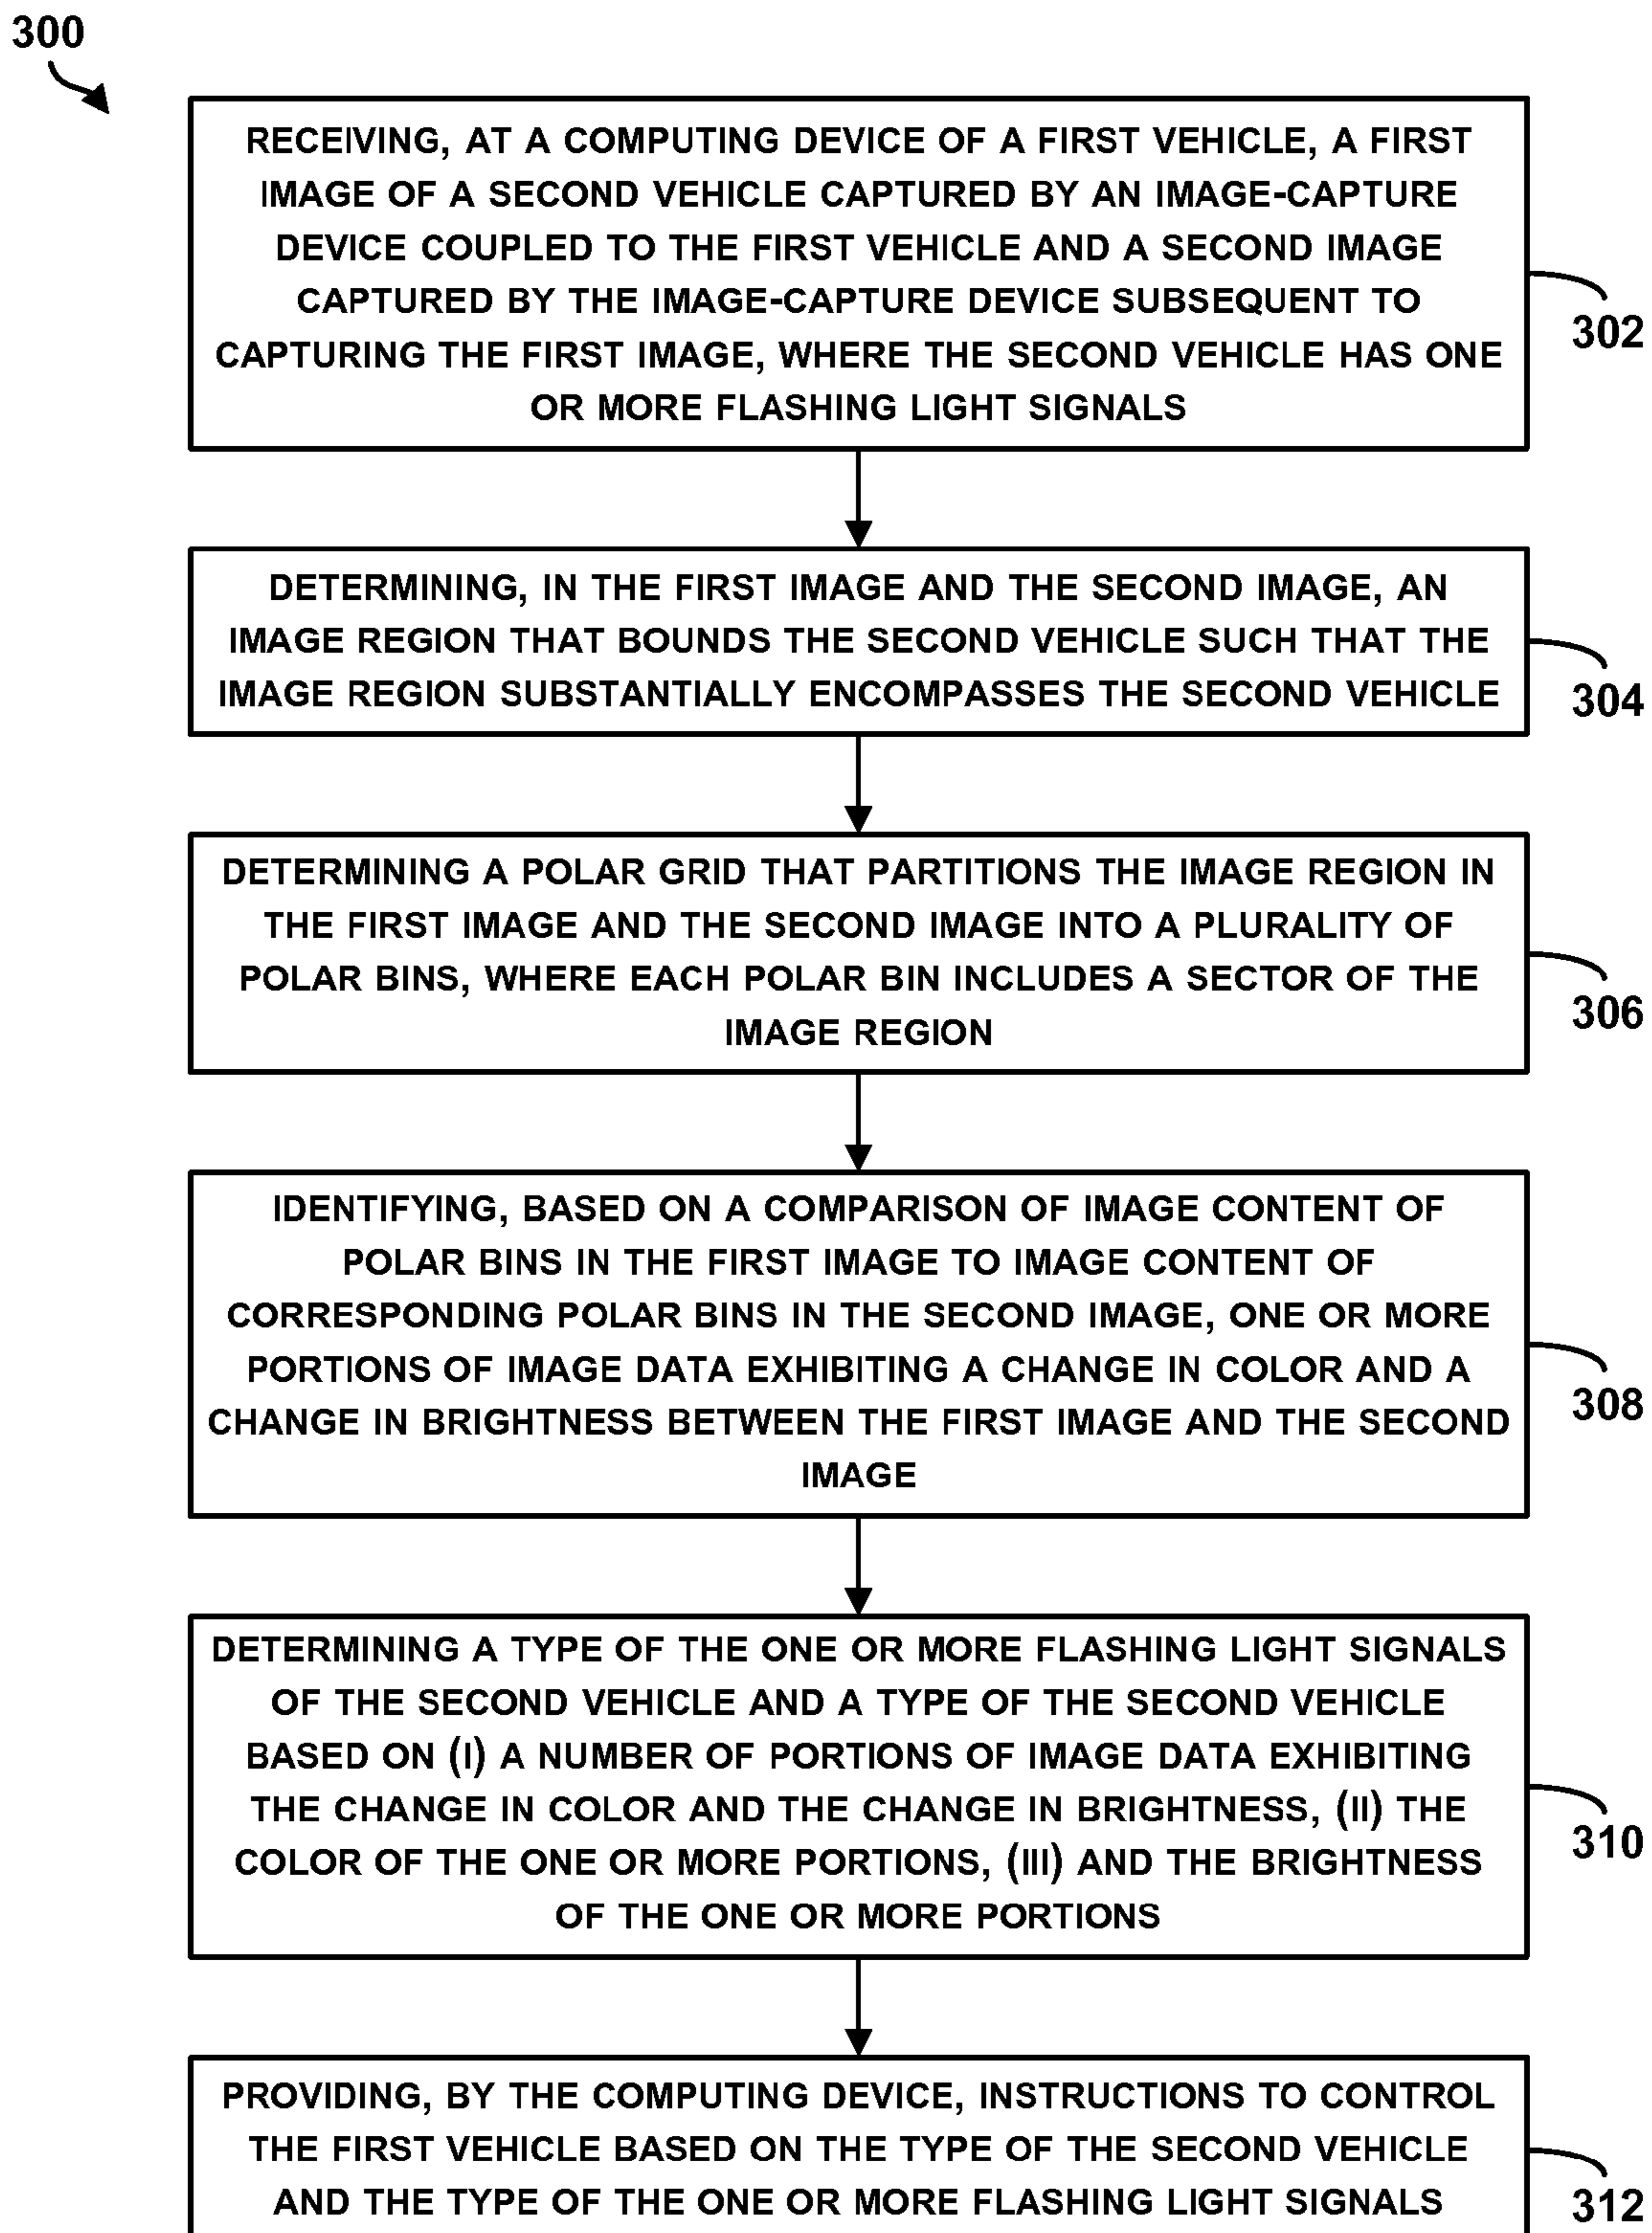 300
RECEIVING, AT A COMPUTING DEVICE OF A FIRST VEHICLE, A FIRST
IMAGE OF A SECOND VEHICLE CAPTURED BY AN IMAGE-CAPTURE
DEVICE COUPLED TO THE FIRST VEHICLE AND A SECOND IMAGE
CAPTURED BY THE IMAGE-CAPTURE DEVICE SUBSEQUENT TO
CAPTURING THE FIRST IMAGE, WHERE THE SECOND VEHICLE HAS ONE
OR MORE FLASHING LIGHT SIGNALS
302
DETERMINING, IN THE FIRST IMAGE AND THE SECOND IMAGE, AN
IMAGE REGION THAT BOUNDS THE SECOND VEHICLE SUCH THAT THE
IMAGE REGION SUBSTANTIALLY ENCOMPASSES THE SECOND VEHICLE
304
DETERMINING A POLAR GRID THAT PARTITIONS THE IMAGE REGION IN
THE FIRST IMAGE AND THE SECOND IMAGE INTO A PLURALITY OF
POLAR BINS, WHERE EACH POLAR BIN INCLUDES A SECTOR OF THE
IMAGE REGION
306
IDENTIFYING, BASED ON A COMPARISON OF IMAGE CONTENT OF
POLAR BINS IN THE FIRST IMAGE TO IMAGE CONTENT OF
CORRESPONDING POLAR BINS IN THE SECOND IMAGE, ONE OR MORE
PORTIONS OF IMAGE DATA EXHIBITING A CHANGE IN COLOR AND A
CHANGE IN BRIGHTNESS BETWEEN THE FIRST IMAGE AND THE SECOND
IMAGE
308
DETERMINING A TYPE OF THE ONE OR MORE FLASHING LIGHT SIGNALS
OF THE SECOND VEHICLE AND A TYPE OF THE SECOND VEHICLE
BASED ON (I) A NUMBER OF PORTIONS OF IMAGE DATA EXHIBITING
THE CHANGE IN COLOR AND THE CHANGE IN BRIGHTNESS, (II) THE
COLOR OF THE ONE OR MORE PORTIONS, (III) AND THE BRIGHTNESS
OF THE ONE OR MORE PORTIONS
310
PROVIDING, BY THE COMPUTING DEVICE, INSTRUCTIONS TO CONTROL
THE FIRST VEHICLE BASED ON THE TYPE OF THE SECOND VEHICLE
AND THE TYPE OF THE ONE OR MORE FLASHING LIGHT SIGNALS
312